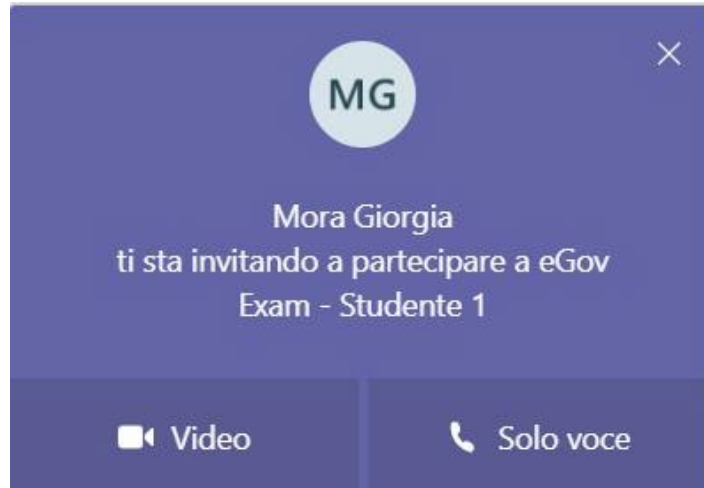 MG
Mora Giorgia
ti sta invitando a partecipare a eGov
Exam - Studente 1
Video
Solo voce